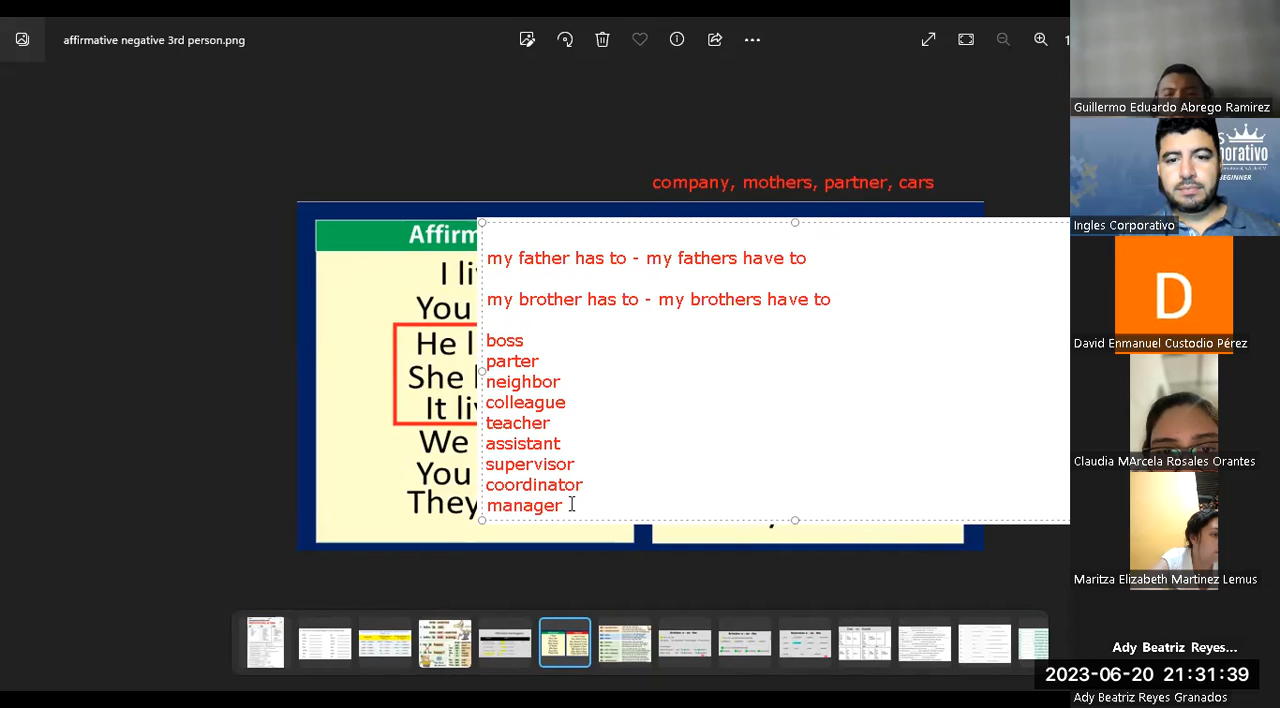 affirmative negative 3rd person.png
company, mothers, partner, cars
my father has to - my fathers have to
my brother has to - my brothers have to
boss
parter
neighbor
colleague
teacher
assistant
supervisor
coordinator
manager
I
You
He
She
It
We
You
They
Guillermo Eduardo Abrego Ramirez
BEGINNER
Ingles Corporativo
D
David Enmanuel Custodio Pérez
Claudia MArcela Rosales Orantes
Maritza Elizabeth Martinez Lemus
Ady Beatriz Reyes...
2023-06-20 21:31:39
Ady Beatriz Reyes Granados